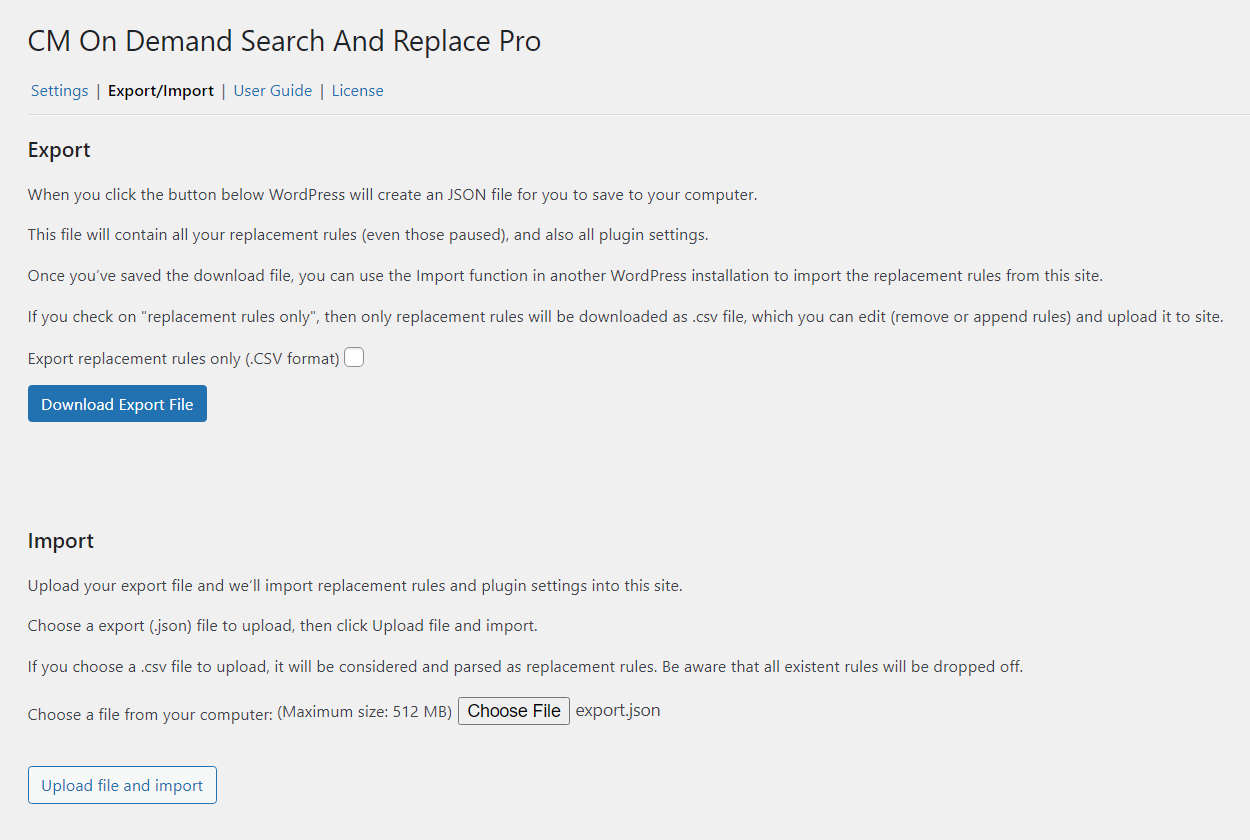 CM On Demand Search And Replace Pro
Settings | Export/Import | User Guide | License
Export
When you click the button below WordPress will create an JSON file for you to save to your computer.
This file will contain all your replacement rules (even those paused), and also all plugin settings.
Once you’ve saved the download file, you can use the Import function in another WordPress installation to import the replacement rules from this site.
If you check on "replacement rules only", then only replacement rules will be downloaded as .csv file, which you can edit (remove or append rules) and upload it to site.
Export replacement rules only (.CSV format)
Download Export File
Import
Upload your export file and we’ll import replacement rules and plugin settings into this site.
Choose a export (.json) file to upload, then click Upload file and import.
If you choose a .csv file to upload, it will be considered and parsed as replacement rules. Be aware that all existent rules will be dropped off.
Choose a file from your computer: (Maximum size: 512 MB) Choose File export.json
Upload file and import